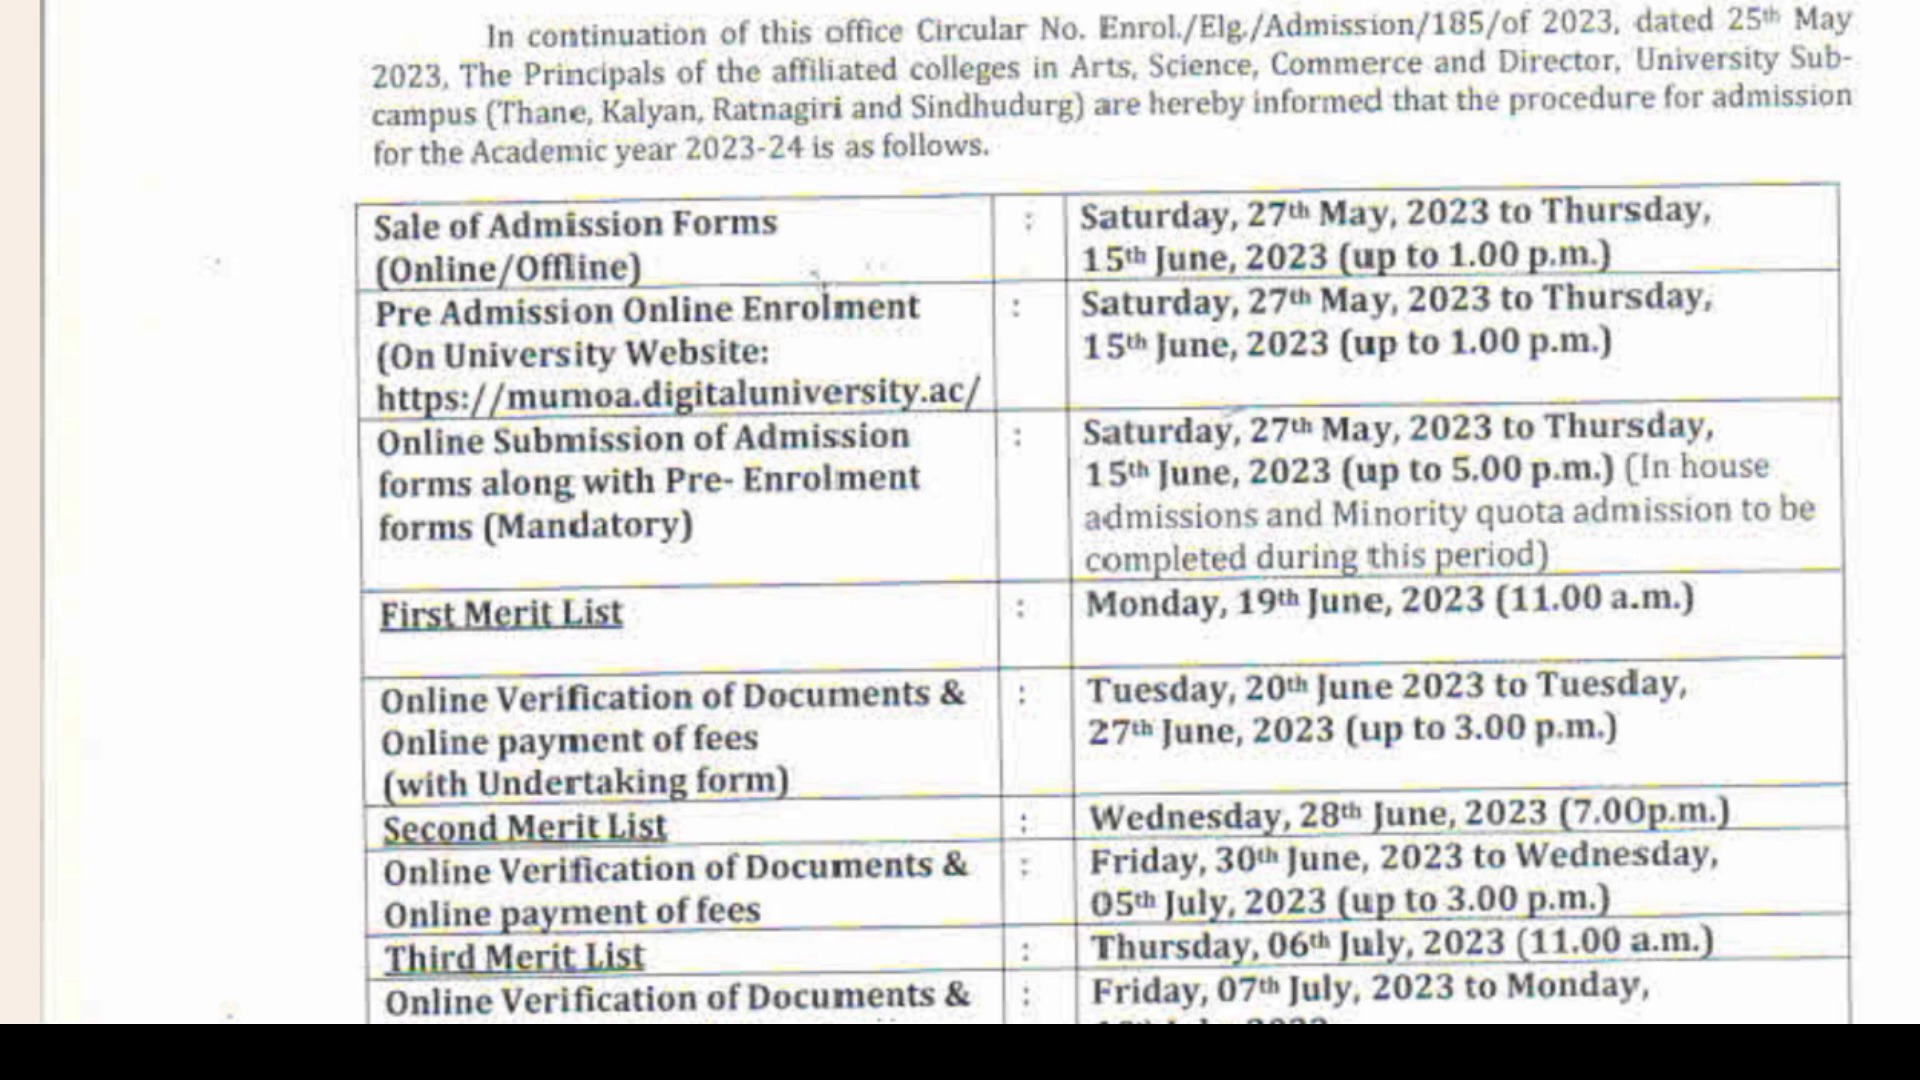 In continuation of this office Circular No. Enrol./Elg./Admission/185/of 2023, dated 25th May
2023, The Principals of the affiliated colleges in Arts, Science, Commerce and Director, University Sub-
campus (Thane, Kalyan, Ratnagiri and Sindhudurg) are hereby informed that the procedure for admission
for the Academic year 2023-24 is as follows.
Sale of Admission Forms : Saturday, 27th May, 2023 to Thursday,
(Online/Offline) 15th June, 2023 (up to 1.00 p.m.)
Pre Admission Online Enrolment : Saturday, 27th May, 2023 to Thursday,
(On University Website: 15th June, 2023 (up to 1.00 p.m.)
https://mumoa.digitaluniversity.ac/
Online Submission of Admission : Saturday, 27th May, 2023 to Thursday,
forms along with Pre- Enrolment 15th June, 2023 (up to 5.00 p.m.) (In house
forms (Mandatory) admissions and Minority quota admission to be
completed during this period)
First Merit List : Monday, 19th June, 2023 (11.00 a.m.)
Online Verification of Documents & : Tuesday, 20th June 2023 to Tuesday,
Online payment of fees 27th June, 2023 (up to 3.00 p.m.)
(with Undertaking form)
Second Merit List : Wednesday, 28th June, 2023 (7.00p.m.)
Online Verification of Documents & : Friday, 30th June, 2023 to Wednesday,
Online payment of fees 05th July, 2023 (up to 3.00 p.m.)
Third Merit List : Thursday, 06th July, 2023 (11.00 a.m.)
Online Verification of Documents & : Friday, 07th July, 2023 to Monday,